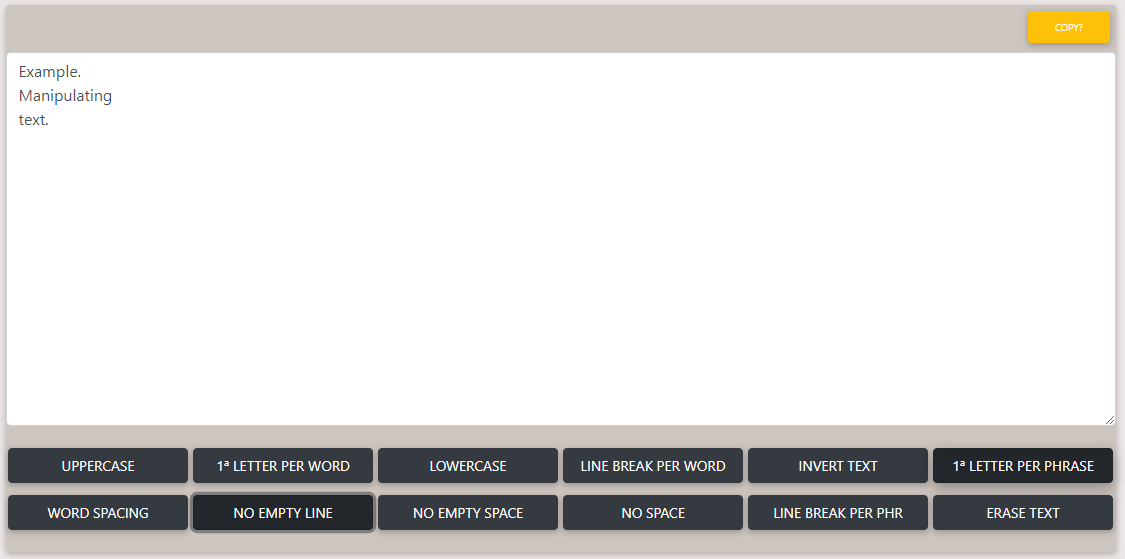 COPY?
Example.
Manipulating
text.
UPPERCASE
1ª LETTER PER WORD
LOWERCASE
LINE BREAK PER WORD
INVERT TEXT
1ª LETTER PER PHRASE
WORD SPACING
NO EMPTY LINE
NO EMPTY SPACE
NO SPACE
LINE BREAK PER PHR
ERASE TEXT